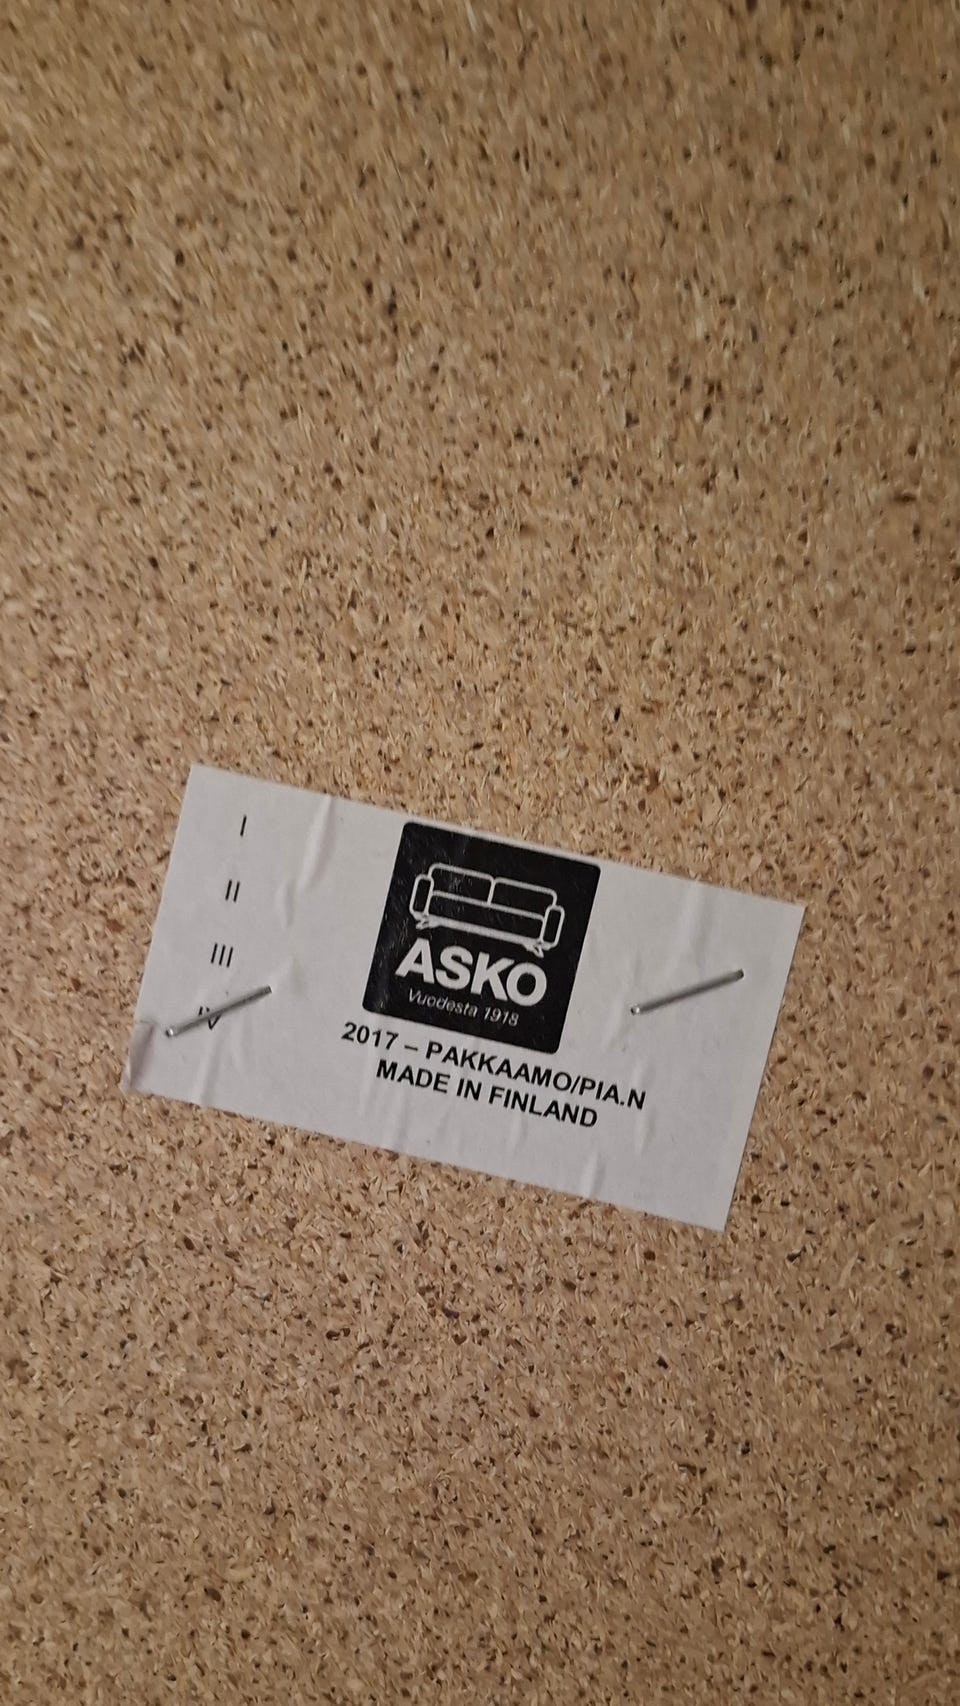 I
II
III
IV
ASKO
Vuodesta 1918
2017 – PAKKAAMO/PIA.N
MADE IN FINLAND